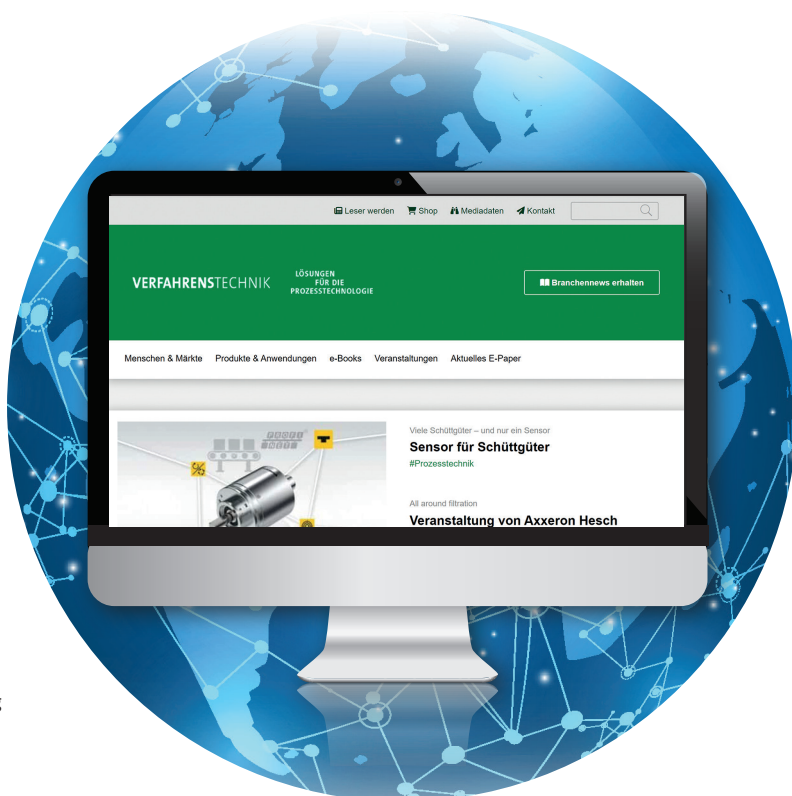 Leser werden Shop Mediadaten Kontakt
VERFAHRENSTECHNIK
LÖSUNGEN
FÜR DIE
PROZESSTECHNOLOGIE
Branchennews erhalten
Menschen & Märkte Produkte & Anwendungen e-Books Veranstaltungen Aktuelles E-Paper
Viele Schüttgüter – und nur ein Sensor
Sensor für Schüttgüter
#Prozesstechnik
All around filtration
Veranstaltung von Axxeron Hesch